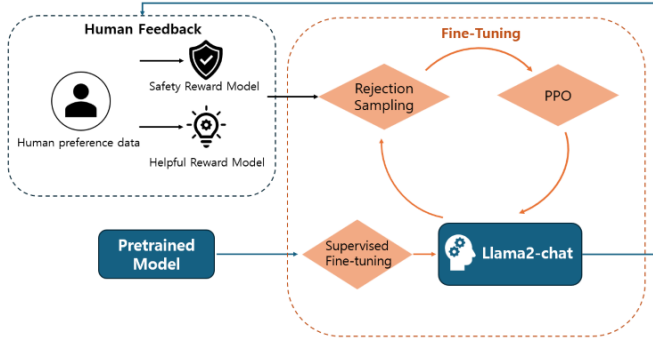 Human Feedback
Safety Reward Model
Human preference data
Helpful Reward Model
Fine-Tuning
Rejection
Sampling
PPO
Pretrained
Model
Supervised
Fine-tuning
Llama2-chat